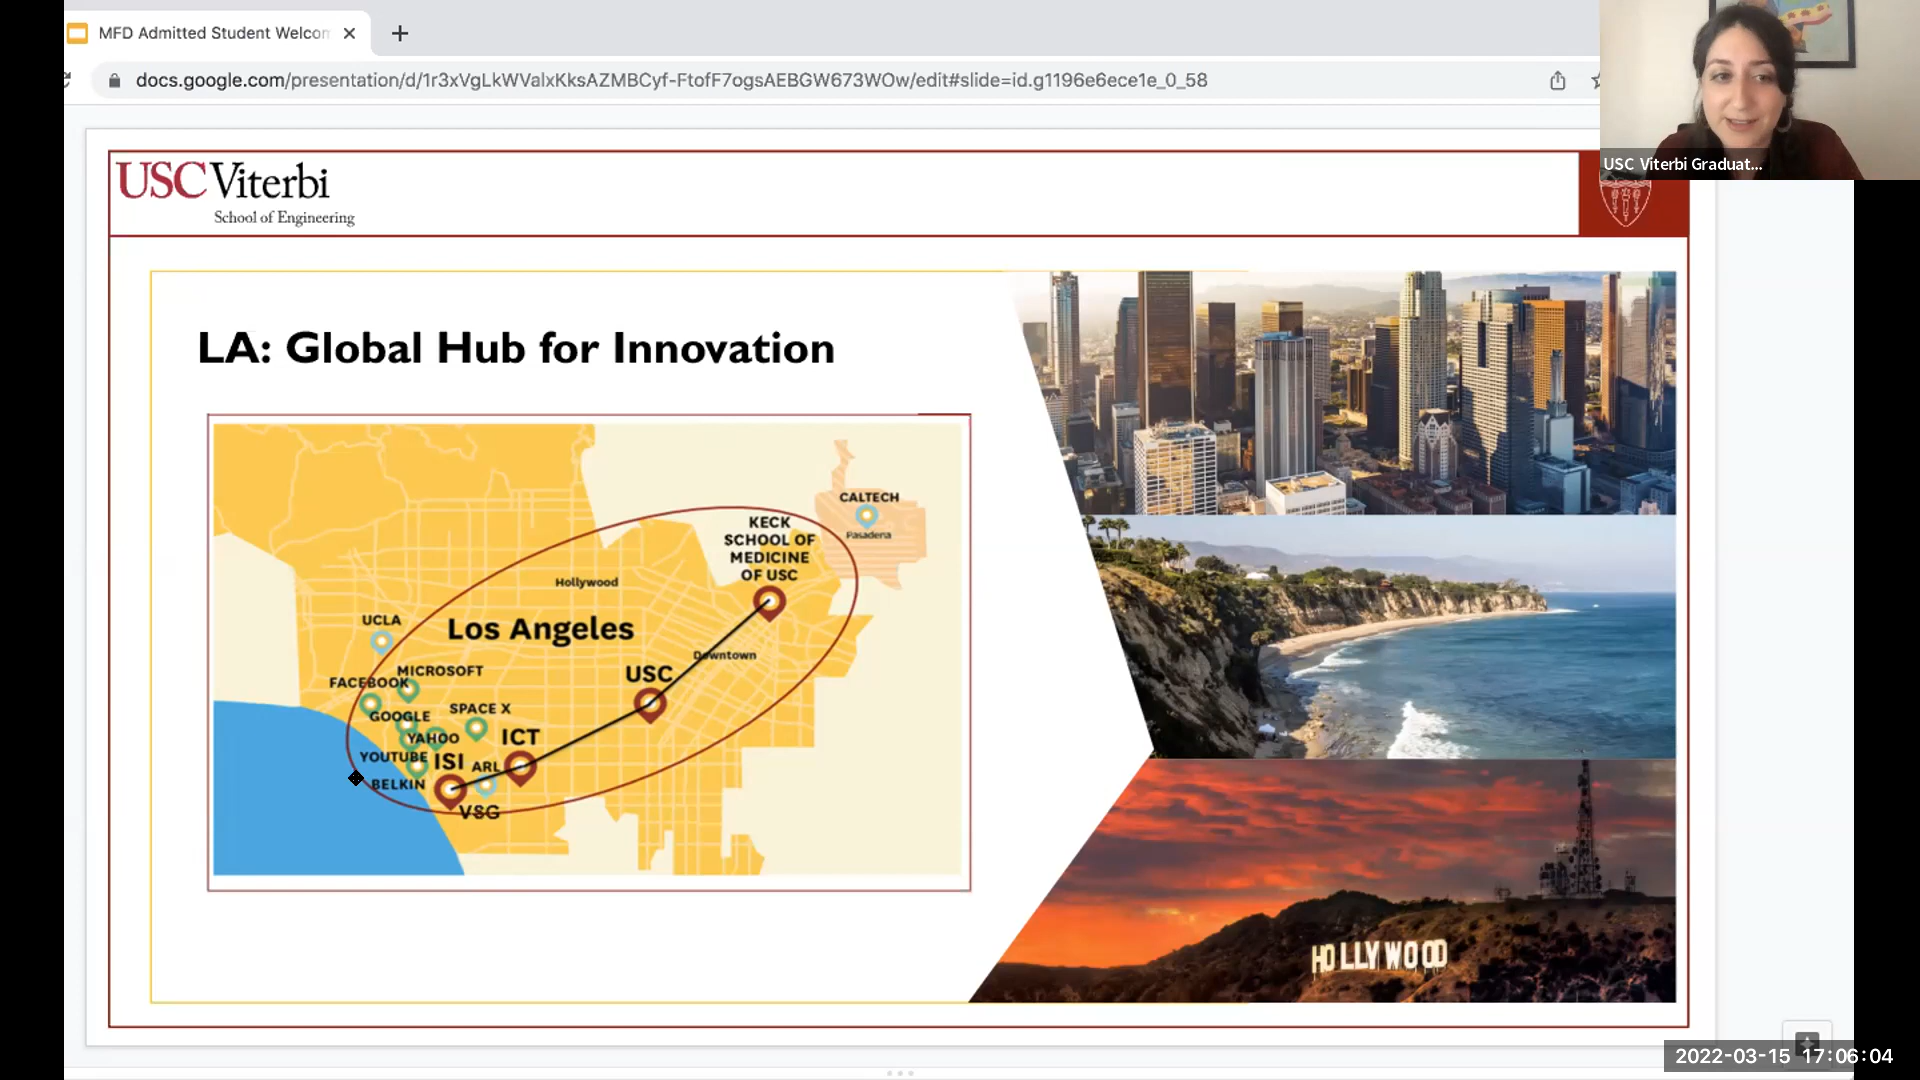 MFD Admitted Student Welcom
docs.google.com/presentation/d/1r3xVgLkWValxKksAZMBCyf-FtofF7ogsAEBGW673WOw/edit#slide=id.g1196e6ece1e_0_58
USC Viterbi Graduat...
USC Viterbi
School of Engineering
LA: Global Hub for Innovation
CALTECH
Pasadena
KECK
SCHOOL OF
MEDICINE
OF USC
Hollywood
UCLA
Los Angeles
Downtown
MICROSOFT
USC
FACEBOOK
SPACE X
GOOGLE
YAHOO
ICT
YOUTUBE
ISI
ARL
BELKIN
VSG
HOLLYWOOD
2022-03-15 17:06:04